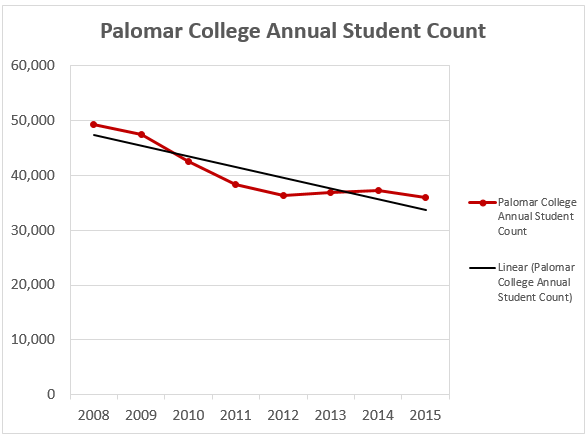 Palomar College Annual Student Count
60,000
50,000
40,000
30,000
20,000
10,000
0
2008 2009 2010 2011 2012 2013 2014 2015
Palomar College
Annual Student
Count
Linear (Palomar
College Annual
Student Count)